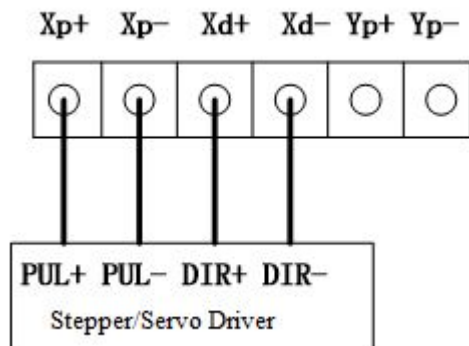 Xp+ Xp- Xd+ Xd- Yp+ Yp-
PUL+ PUL- DIR+ DIR-
Stepper/Servo Driver